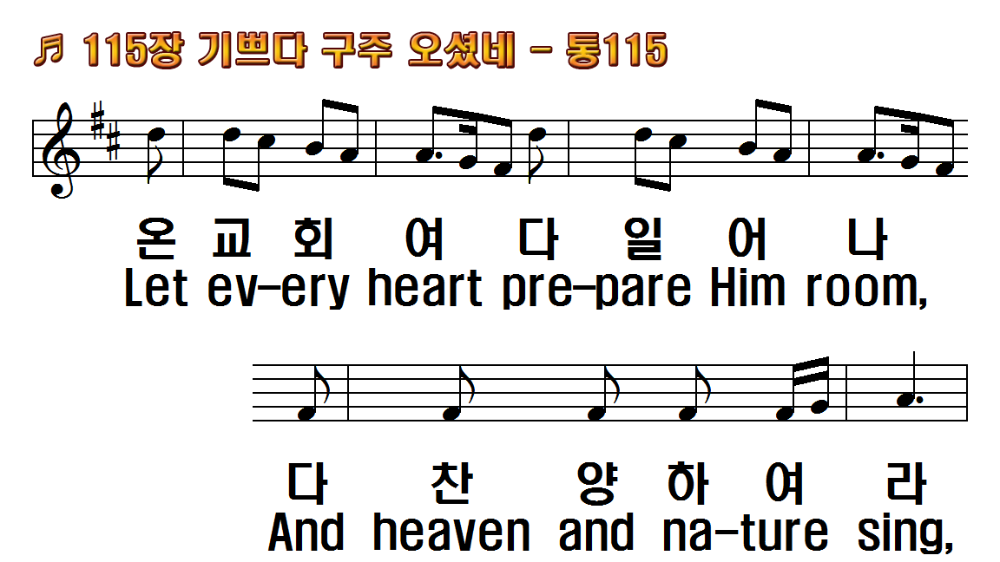 ♬ 115장 기쁘다 구주 오셨네 - 통115
온 교 회 여 다 일 어 나
Let ev-ery heart pre-pare Him room,
다 찬 양 하 여 라
And heaven and na-ture sing,